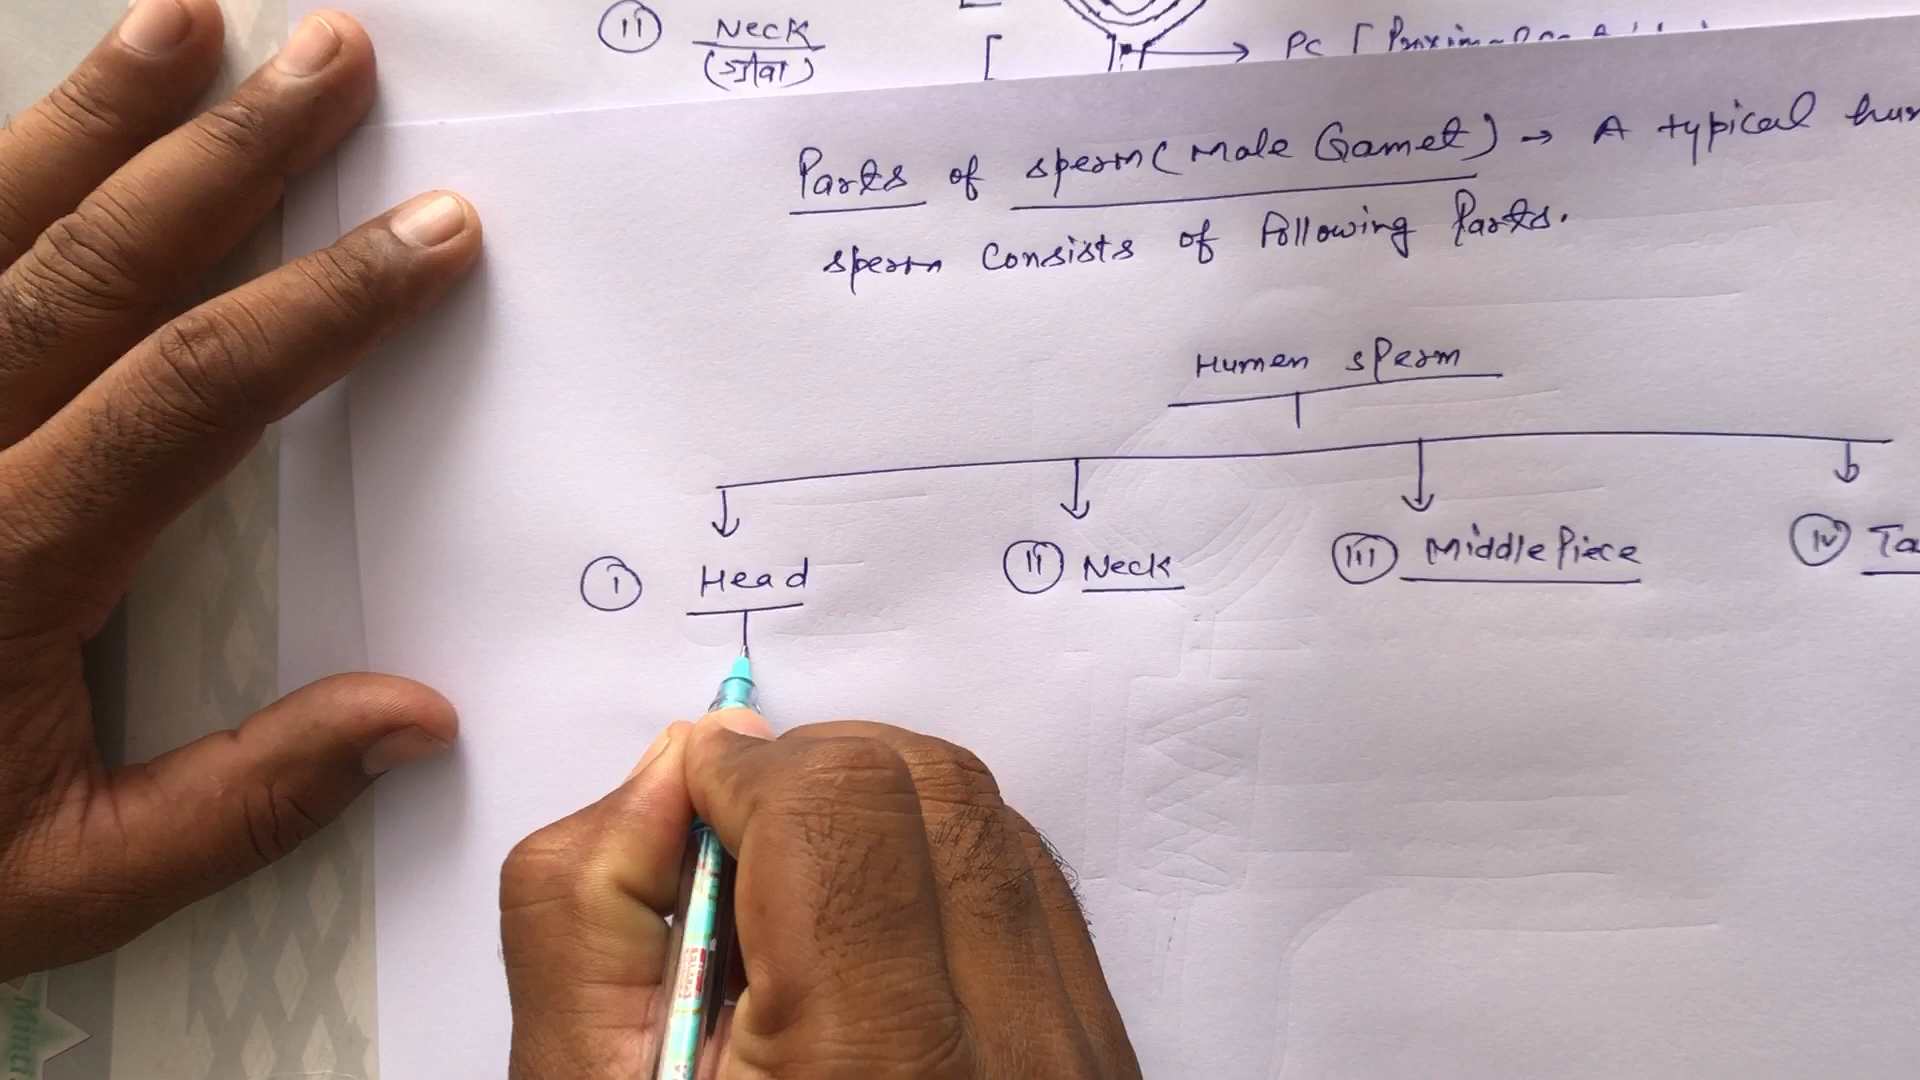 (ii) Neck
(ग्रीवा)
PC [
Parts of sperm (Male Gamet) → A typical
sperm consists of following Parts.
Human sperm
(i) Head (ii) Neck (iii) Middle Piece (iv)